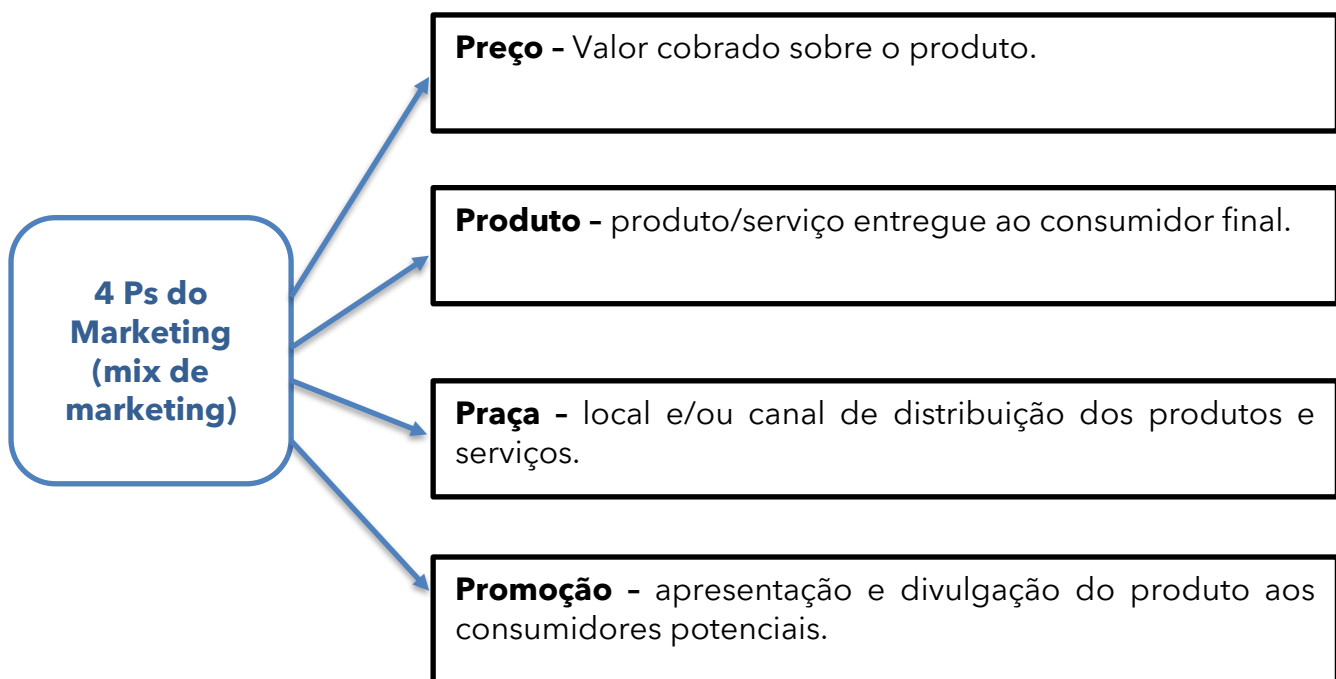 Preço – Valor cobrado sobre o produto.
Produto – produto/serviço entregue ao consumidor final.
4 Ps do
Marketing
(mix de
marketing)
Praça – local e/ou canal de distribuição dos produtos e
serviços.
Promoção – apresentação e divulgação do produto aos
consumidores potenciais.